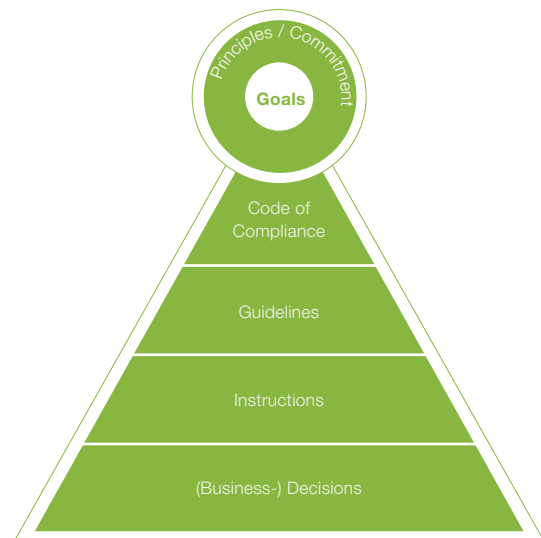 Principles / Commitment
Goals
Code of
Compliance
Guidelines
Instructions
(Business-) Decisions